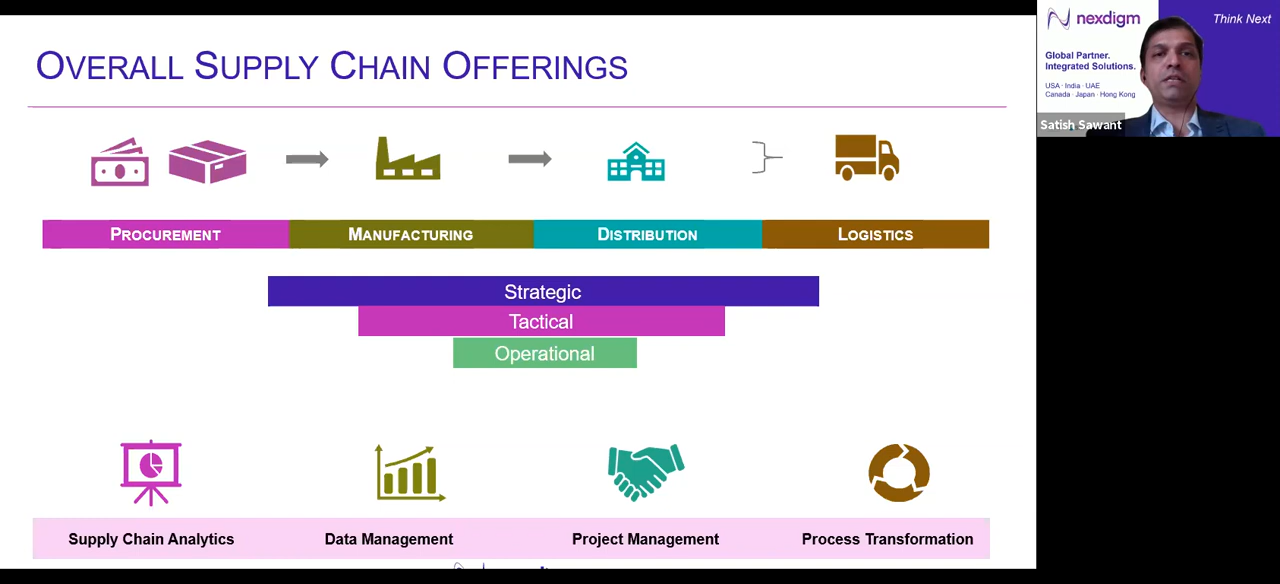 OVERALL SUPPLY CHAIN OFFERINGS
PROCUREMENT
MANUFACTURING
DISTRIBUTION
LOGISTICS
Strategic
Tactical
Operational
Supply Chain Analytics
Data Management
Project Management
Process Transformation
nexdigm
Think Next
Global Partner.
Integrated Solutions.
USA · India · UAE
Canada · Japan · Hong Kong
Satish Sawant